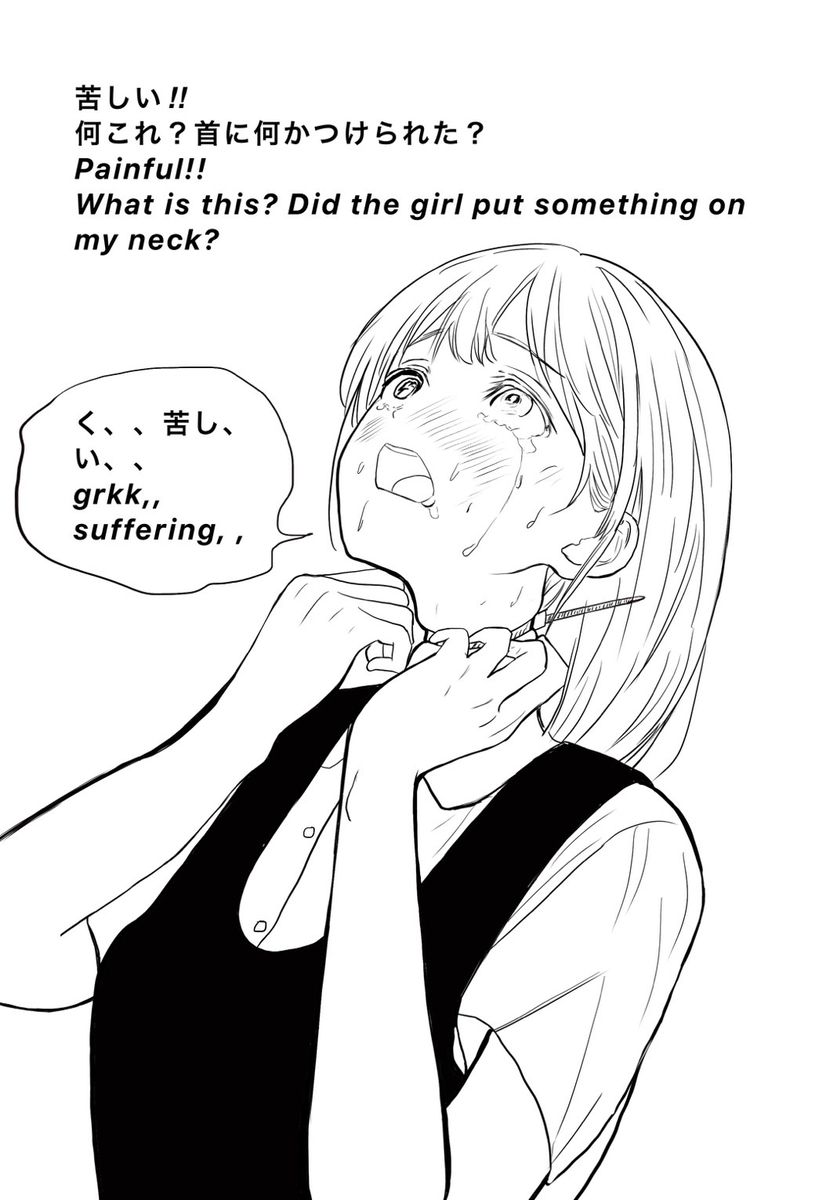 苦しい!!
何これ？首に何かつけられた？
Painful!!
What is this? Did the girl put something on
my neck?
く、、苦し、
い、、
grkk,,
suffering, ,